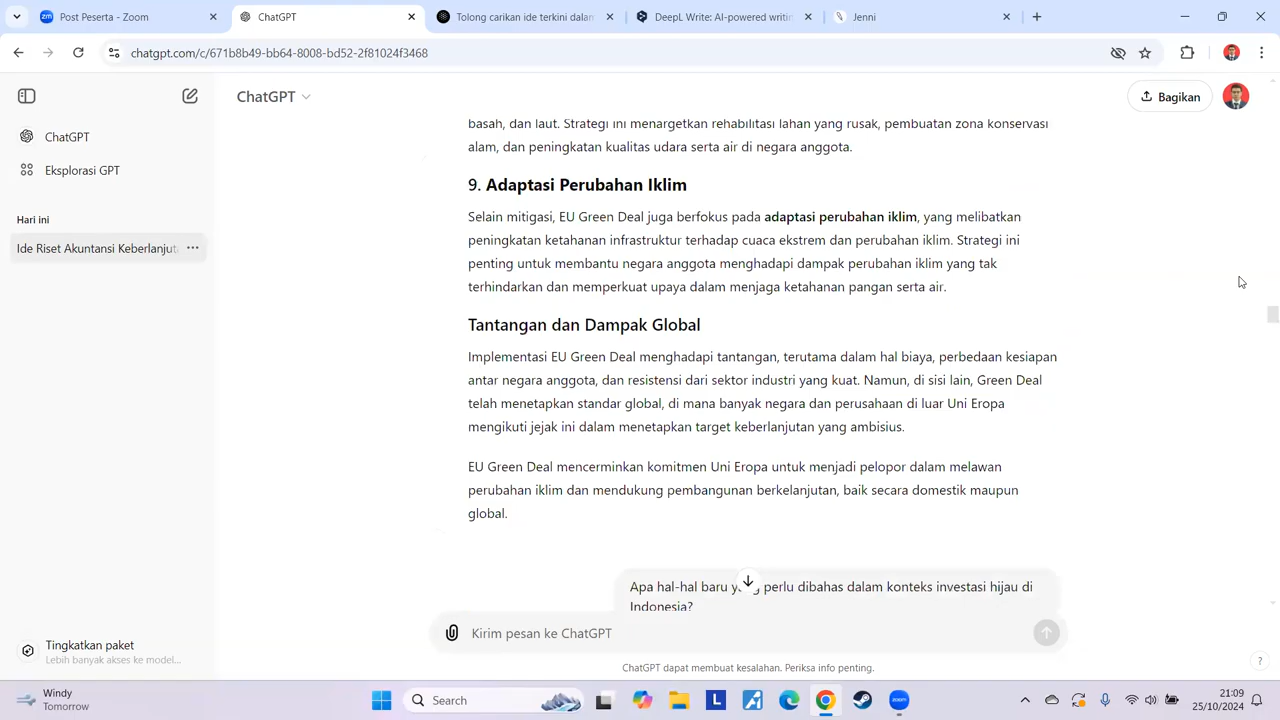 Post Peserta - Zoom
ChatGPT
Tolong carikan ide terkini dalam
DeepL Write: AI-powered writin
Jenni
chatgpt.com/c/671b8b49-bb64-8008-bd52-2f81024f3468
ChatGPT
Bagikan
ChatGPT
Eksplorasi GPT
Hari ini
Ide Riset Akuntansi Keberlanjut
basah, dan laut. Strategi ini menargetkan rehabilitasi lahan yang rusak, pembuatan zona konservasi
alam, dan peningkatan kualitas udara serta air di negara anggota.
9. Adaptasi Perubahan Iklim
Selain mitigasi, EU Green Deal juga berfokus pada adaptasi perubahan iklim, yang melibatkan
peningkatan ketahanan infrastruktur terhadap cuaca ekstrem dan perubahan iklim. Strategi ini
penting untuk membantu negara anggota menghadapi dampak perubahan iklim yang tak
terhindarkan dan memperkuat upaya dalam menjaga ketahanan pangan serta air.
Tantangan dan Dampak Global
Implementasi EU Green Deal menghadapi tantangan, terutama dalam hal biaya, perbedaan kesiapan
antar negara anggota, dan resistensi dari sektor industri yang kuat. Namun, di sisi lain, Green Deal
telah menetapkan standar global, di mana banyak negara dan perusahaan di luar Uni Eropa
mengikuti jejak ini dalam menetapkan target keberlanjutan yang ambisius.
EU Green Deal mencerminkan komitmen Uni Eropa untuk menjadi pelopor dalam melawan
perubahan iklim dan mendukung pembangunan berkelanjutan, baik secara domestik maupun
global.
Apa hal-hal baru yang perlu dibahas dalam konteks investasi hijau di
Indonesia?
Kirim pesan ke ChatGPT
ChatGPT dapat membuat kesalahan. Periksa info penting.
Tingkatkan paket
Lebih banyak akses ke model...
?
Windy
Tomorrow
Search
zoom
21:09
25/10/2024